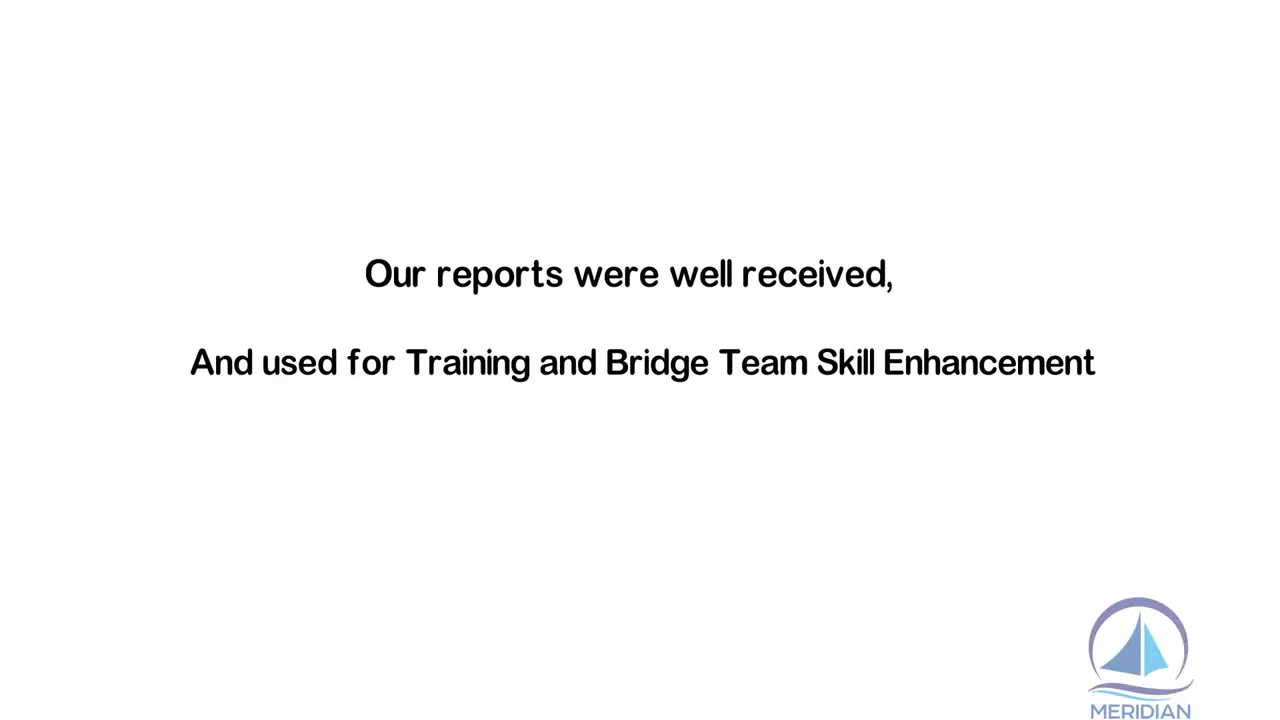 Our reports were well received,
And used for Training and Bridge Team Skill Enhancement
MERIDIAN